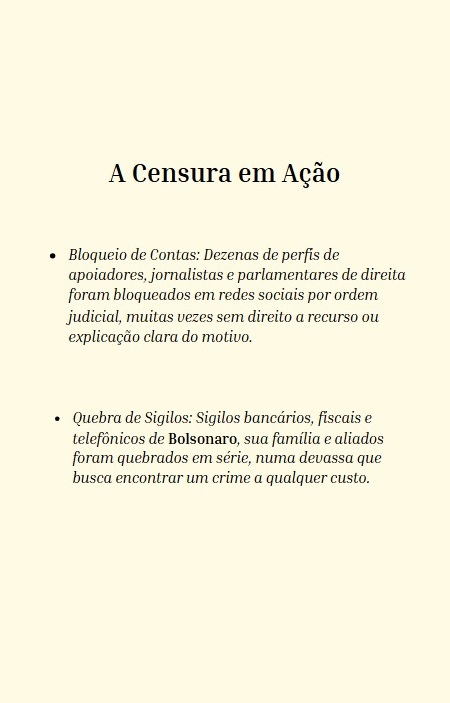 A Censura em Ação
• Bloqueio de Contas: Dezenas de perfis de
apoiadores, jornalistas e parlamentares de direita
foram bloqueados em redes sociais por ordem
judicial, muitas vezes sem direito a recurso ou
explicação clara do motivo.
• Quebra de Sigilos: Sigilos bancários, fiscais e
telefônicos de Bolsonaro, sua família e aliados
foram quebrados em série, numa devassa que
busca encontrar um crime a qualquer custo.